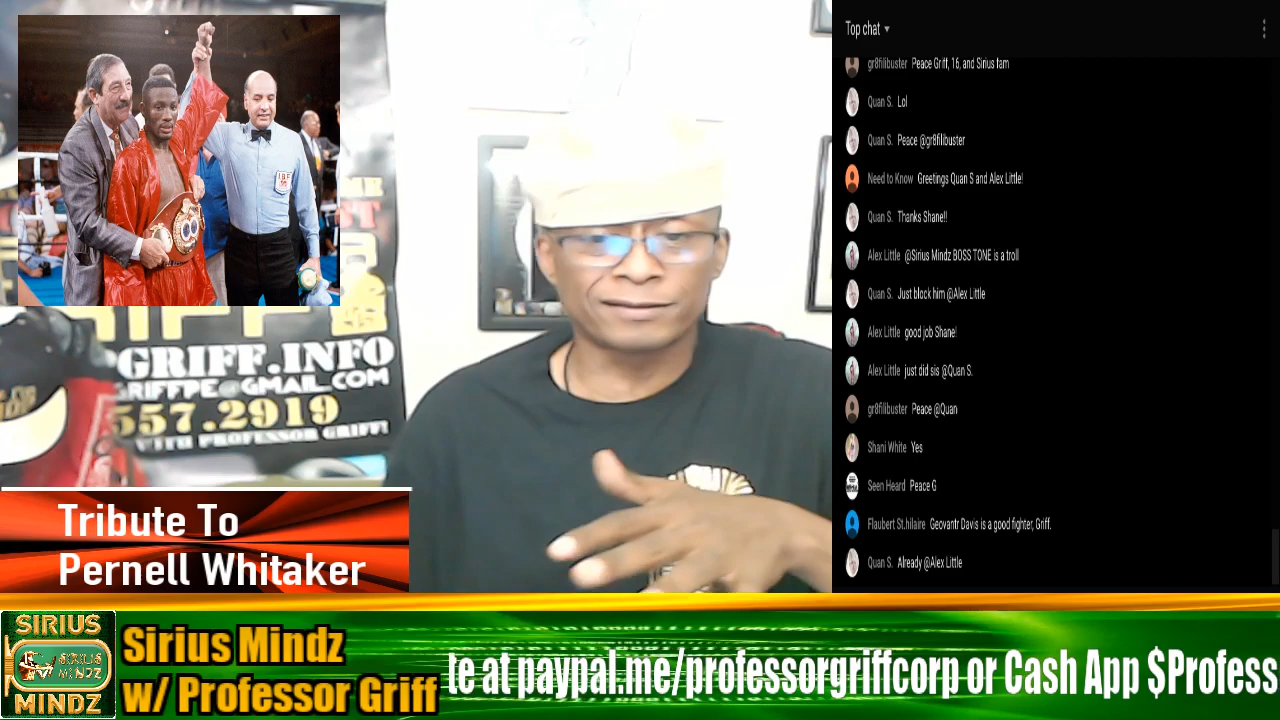 IBF
GRIFF
GRIFF.INFO
GRIFFPE@GMAIL.COM
557.2919
WITH PROFESSOR GRIFF!
Tribute To
Pernell Whitaker
Top chat
gr8filibuster Peace Griff, 16, and Sirius fam
Quan S. Lol
Quan S. Peace @gr8filibuster
Need to Know Greetings Quan S and Alex Little!
Quan S. Thanks Shane!!
Alex Little @Sirius Mindz BOSS TONE is a troll
Quan S. Just block him @Alex Little
Alex Little good job Shane!
Alex Little just did sis @Quan S.
gr8filibuster Peace @Quan
Shani White Yes
Seen Heard Peace G
Flaubert St.hilaire Geovantr Davis is a good fighter, Griff.
Quan S. Already @Alex Little
SIRIUS
SIRIUS
MINDZ
MINDZ
Sirius Mindz
w/ Professor Griff
te at paypal.me/professorgriffcorp or Cash App $Profess